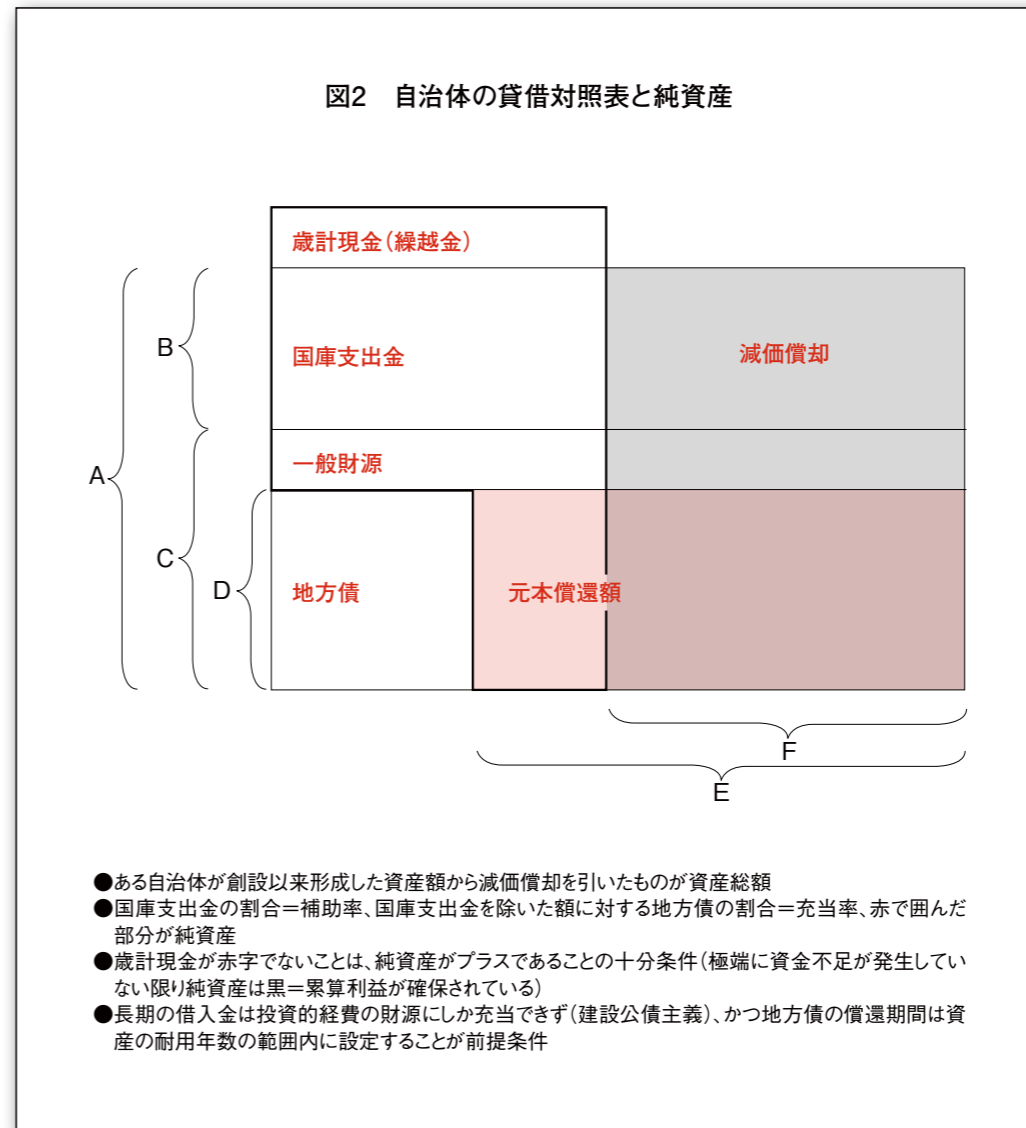 図2　自治体の貸借対照表と純資産
歳計現金（繰越金）
国庫支出金
減価償却
一般財源
地方債
元本償還額
A
B
C
D
F
E
●ある自治体が創設以来形成した資産額から減価償却を引いたものが資産総額
●国庫支出金の割合＝補助率、国庫支出金を除いた額に対する地方債の割合＝充当率、赤で囲んだ
部分が純資産
●歳計現金が赤字でないことは、純資産がプラスであることの十分条件（極端に資金不足が発生してい
ない限り純資産は黒＝累算利益が確保されている）
●長期の借入金は投資的経費の財源にしか充当できず（建設公債主義）、かつ地方債の償還期間は資
産の耐用年数の範囲内に設定することが前提条件